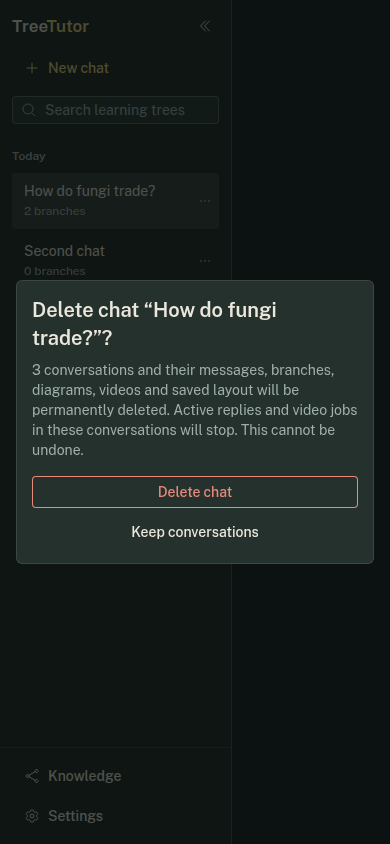 TreeTutor
New chat
Search learning trees
Today
How do fungi trade?
2 branches
Second chat
0 branches
Delete chat “How do fungi
trade?”?
3 conversations and their messages, branches,
diagrams, videos and saved layout will be
permanently deleted. Active replies and video jobs
in these conversations will stop. This cannot be
undone.
Delete chat
Keep conversations
Knowledge
Settings